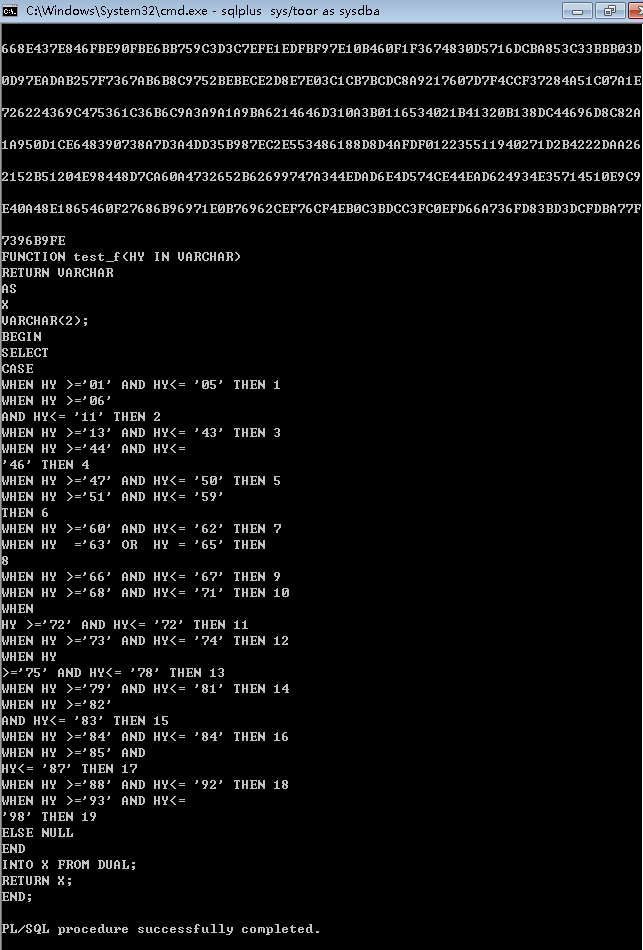 C:\Windows\System32\cmd.exe - sqlplus sys/toor as sysdba
668E437E846FBE90FBE6BB759C3D3C7EFE1EDFBF97E10B460F1F3674830D5716DCBA853C33BBB03D
0D97EADAB257F7367AB6B8C9752BEBECE2D8E7E03C1CB7BCDC8A9217607D7F4CCF37284A51C07A1E
726224369C475361C36B6C9A3A9A1A9BA6214646D310A3B0116534021B41320B138DC44696D8C82A
1A950D1CE648390738A7D3A4DD35B987EC2E553486188D8D4AFDF012235511940271D2B4222DAA26
2152B51204E98448D7CA60A4732652B62699747A344EDAD6E4D574CE44EAD624934E35714510E9C9
E40A48E1865460F27686B96971E0B76962CEF76CF4EB0C3BDCC3FC0EFD66A736FD83BD3DCFDBA77F
7396B9FE
FUNCTION test_f(HY IN VARCHAR)
RETURN VARCHAR
AS
X
VARCHAR(2);
BEGIN
SELECT
CASE
WHEN HY >='01' AND HY<= '05' THEN 1
WHEN HY >='06'
AND HY<= '11' THEN 2
WHEN HY >='13' AND HY<= '43' THEN 3
WHEN HY >='44' AND HY<=
'46' THEN 4
WHEN HY >='47' AND HY<= '50' THEN 5
WHEN HY >='51' AND HY<= '59'
THEN 6
WHEN HY >='60' AND HY<= '62' THEN 7
WHEN HY  ='63' OR  HY = '65' THEN
8
WHEN HY >='66' AND HY<= '67' THEN 9
WHEN HY >='68' AND HY<= '71' THEN 10
WHEN
HY >='72' AND HY<= '72' THEN 11
WHEN HY >='73' AND HY<= '74' THEN 12
WHEN HY
>='75' AND HY<= '78' THEN 13
WHEN HY >='79' AND HY<= '81' THEN 14
WHEN HY >='82'
AND HY<= '83' THEN 15
WHEN HY >='84' AND HY<= '84' THEN 16
WHEN HY >='85' AND
HY<= '87' THEN 17
WHEN HY >='88' AND HY<= '92' THEN 18
WHEN HY >='93' AND HY<=
'98' THEN 19
ELSE NULL
END
INTO X FROM DUAL;
RETURN X;
END;
PL/SQL procedure successfully completed.